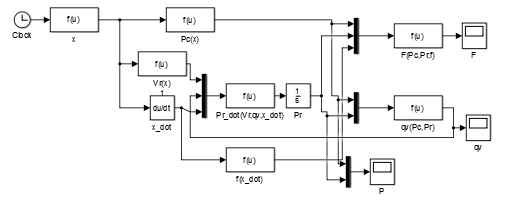 f(u)
f(u)
f(u)
Clock
x
Pc(x)
F(Pc,Pr,f)
F
f(u)
Vr(x)
1
f(u)
1
s
f(u)
du/dt
x_dot
Pr_dot(Vr,qv,x_dot)
Pr
qv(Pc,Pr)
qv
f(u)
f(x_dot)
P